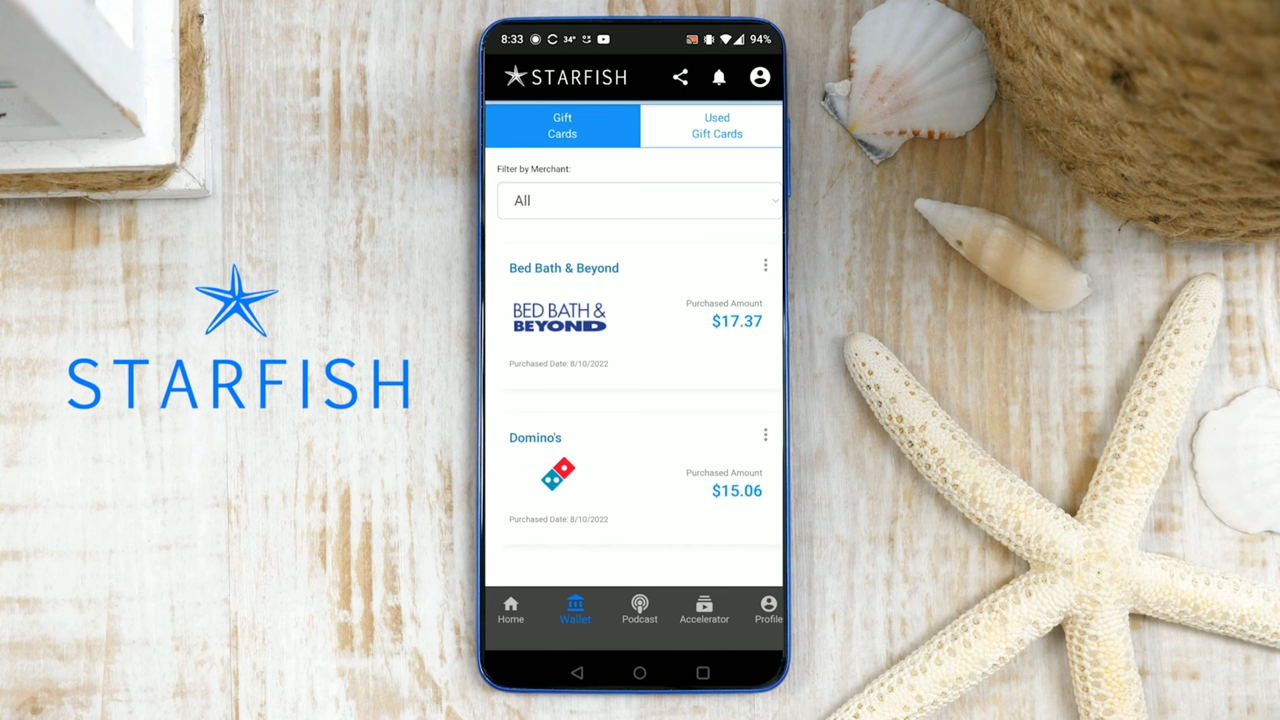 8:33 34° 94%
STARFISH
Gift
Cards
Used
Gift Cards
Filter by Merchant:
All
Bed Bath & Beyond
BED BATH &
BEYOND
Purchased Amount
$17.37
Purchased Date: 8/10/2022
Domino's
Purchased Amount
$15.06
Purchased Date: 8/10/2022
Home
Wallet
Podcast
Accelerator
Profile
STARFISH